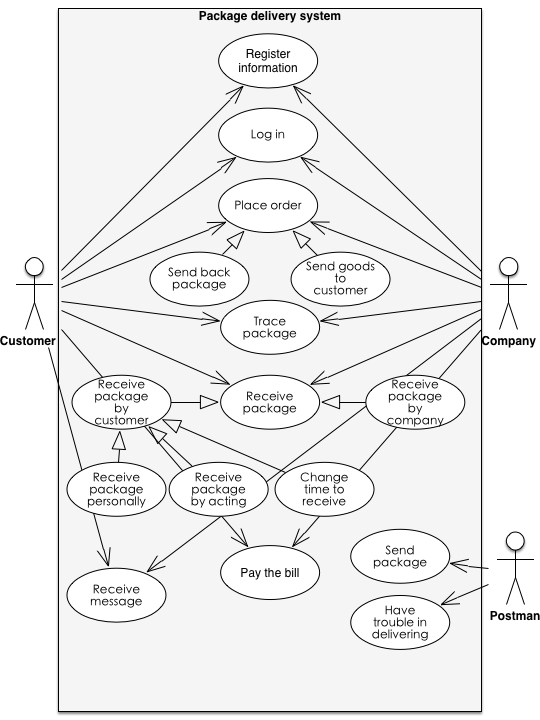 Package delivery system
Register
information
Log in
Place order
Send back
package
Send goods
to
customer
Trace
package
Customer
Company
Receive
package
by
customer
Receive
package
Receive
package
by
company
Receive
package
personally
Receive
package
by acting
Change
time to
receive
Pay the bill
Send
package
Receive
message
Have
trouble in
delivering
Postman